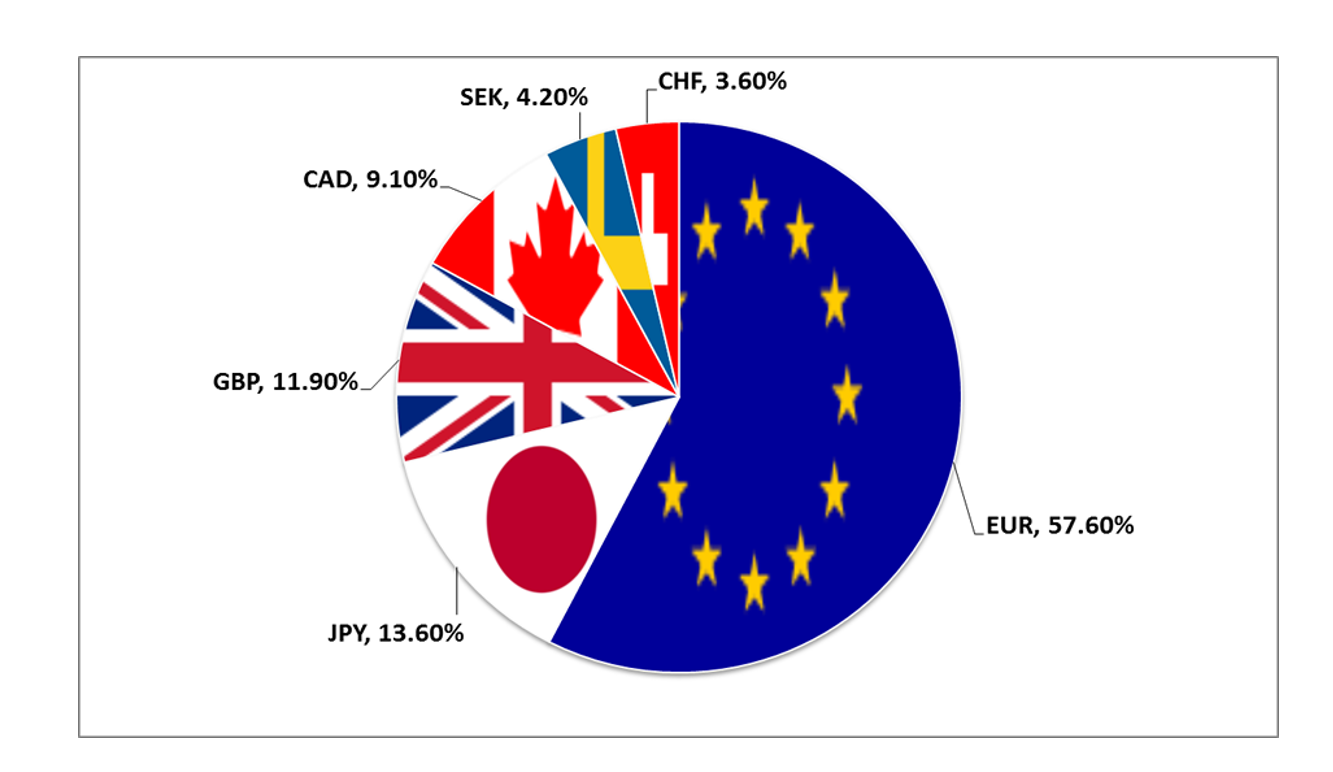 CHF, 3.60%
SEK, 4.20%
CAD, 9.10%
GBP, 11.90%
EUR, 57.60%
JPY, 13.60%